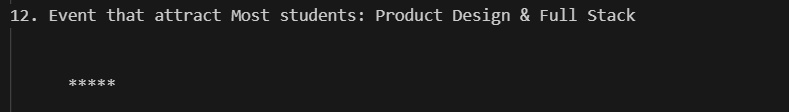 12. Event that attract Most students: Product Design & Full Stack
*****